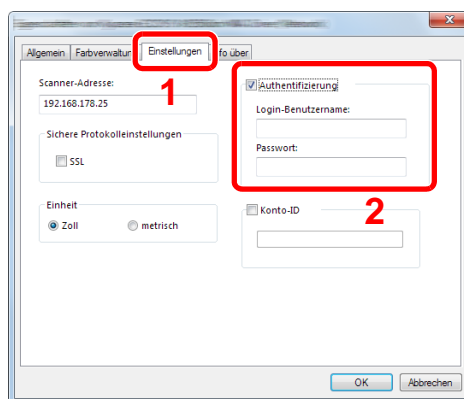 Allgemein Farbverwaltu Einstellungen fo über
1
Scanner-Adresse:
192.168.178.25
Sichere Protokolleinstellungen
SSL
Einheit
Zoll metrisch
Authentifizierung
Login-Benutzername:
Passwort:
2
Konto-ID
OK Abbrechen